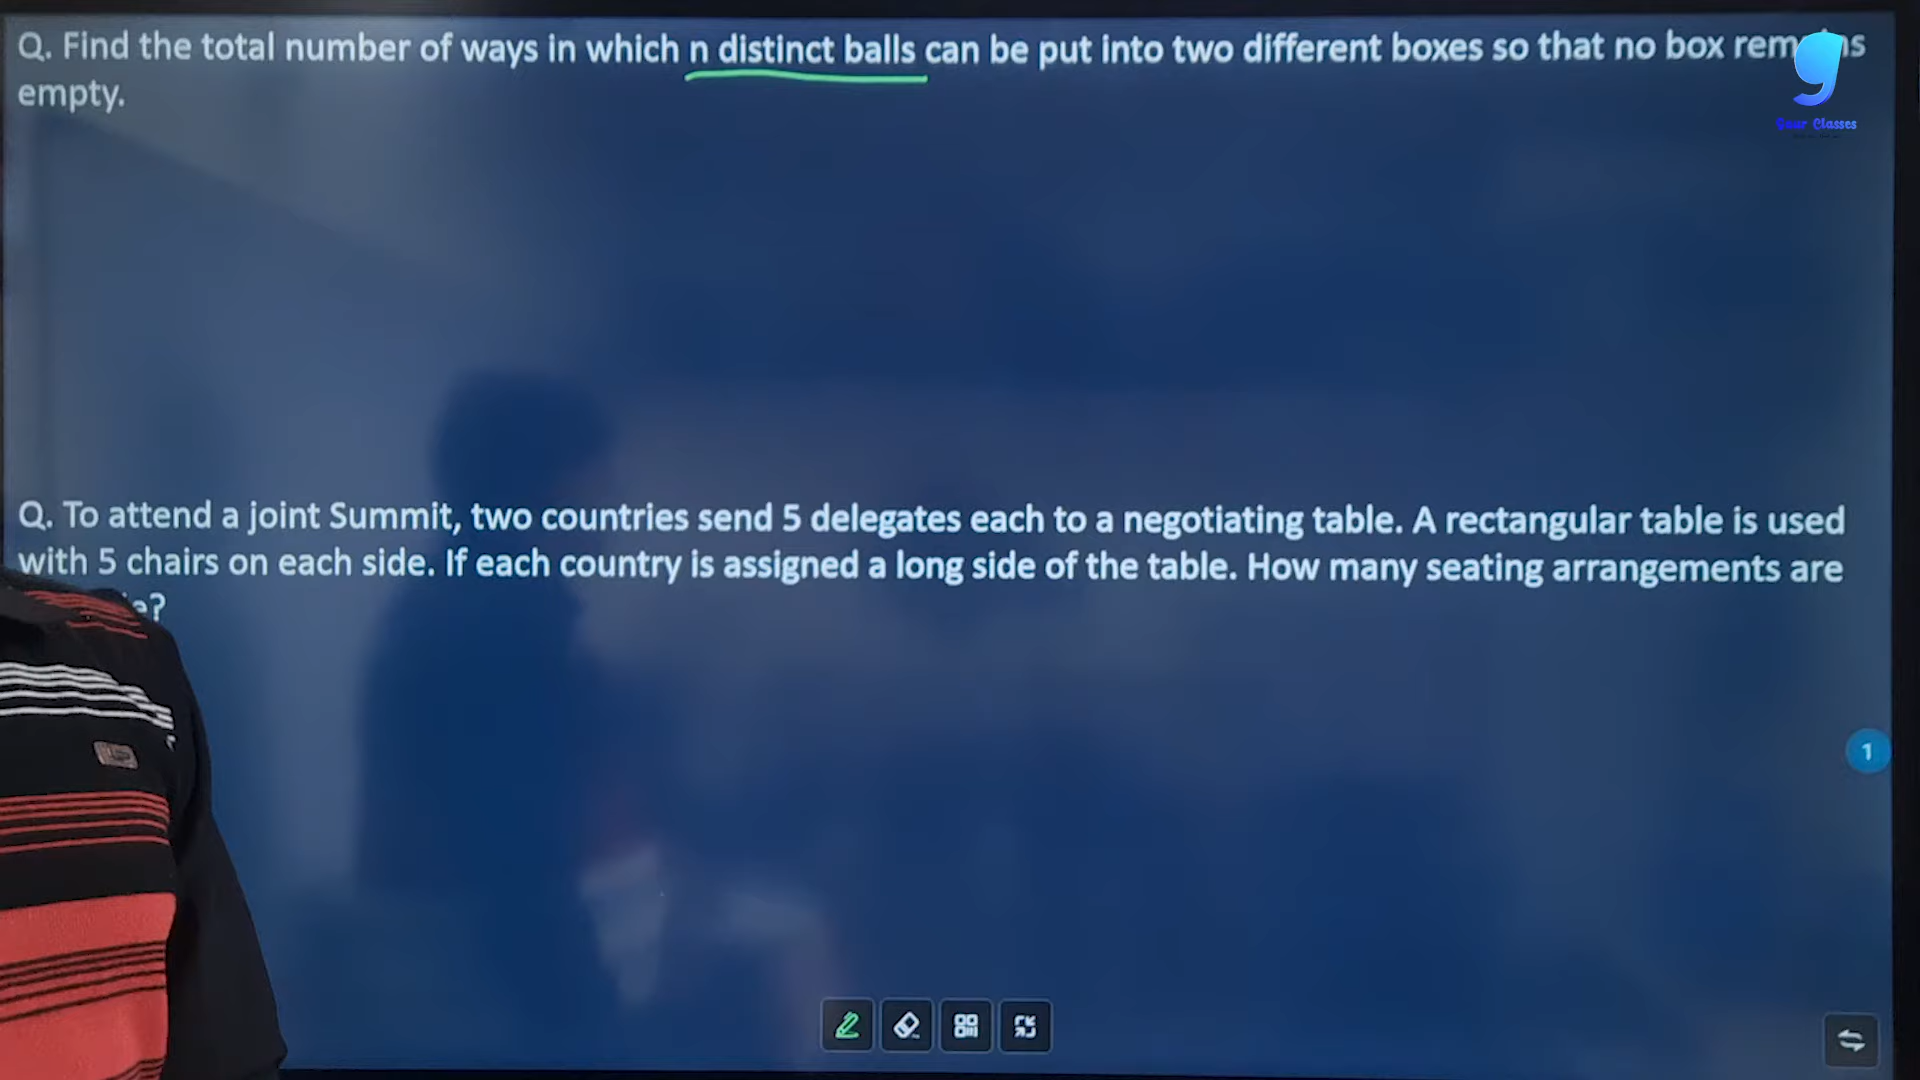 Q. Find the total number of ways in which n distinct balls can be put into two different boxes so that no box
empty.
Gaur Classes
Q. To attend a joint Summit, two countries send 5 delegates each to a negotiating table. A rectangular table is used
with 5 chairs on each side. If each country is assigned a long side of the table. How many seating arrangements are
1